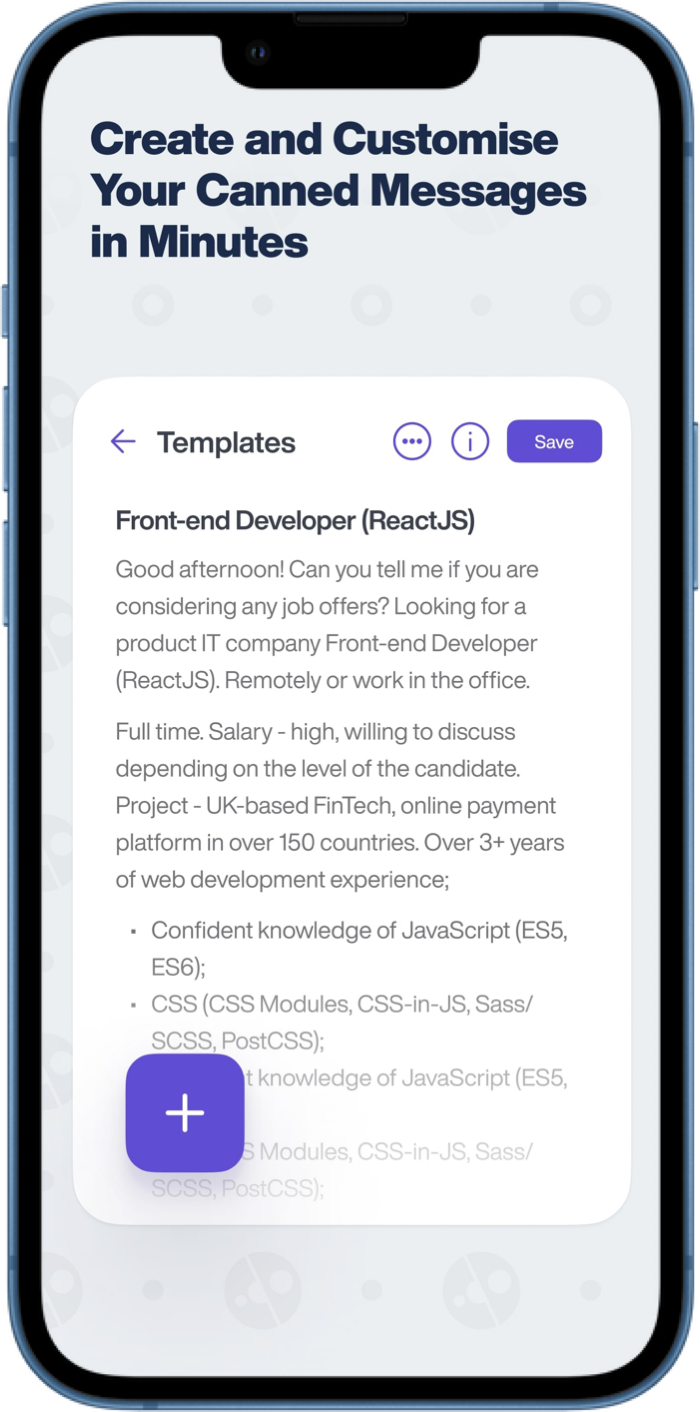 Create and Customise
Your Canned Messages
in Minutes
Templates
Save
Front-end Developer (ReactJS)
Good afternoon! Can you tell me if you are
considering any job offers? Looking for a
product IT company Front-end Developer
(ReactJS). Remotely or work in the office.
Full time. Salary - high, willing to discuss
depending on the level of the candidate.
Project - UK-based FinTech, online payment
platform in over 150 countries. Over 3+ years
of web development experience;
• Confident knowledge of JavaScript (ES5,
ES6);
• CSS (CSS Modules, CSS-in-JS, Sass/
SCSS, PostCSS);
knowledge of JavaScript (ES5,
Modules, CSS-in-JS, Sass/
SCSS, PostCSS);